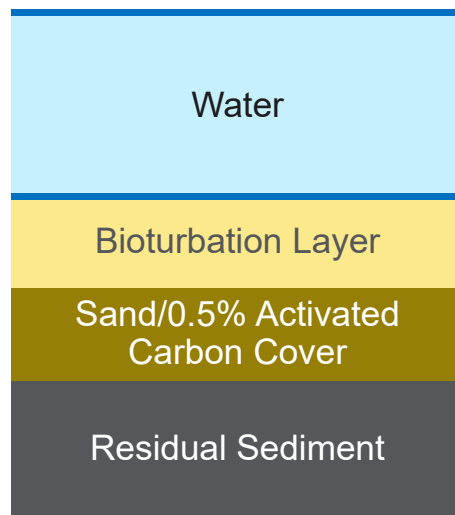 Water
Bioturbation Layer
Sand/0.5% Activated
Carbon Cover
Residual Sediment